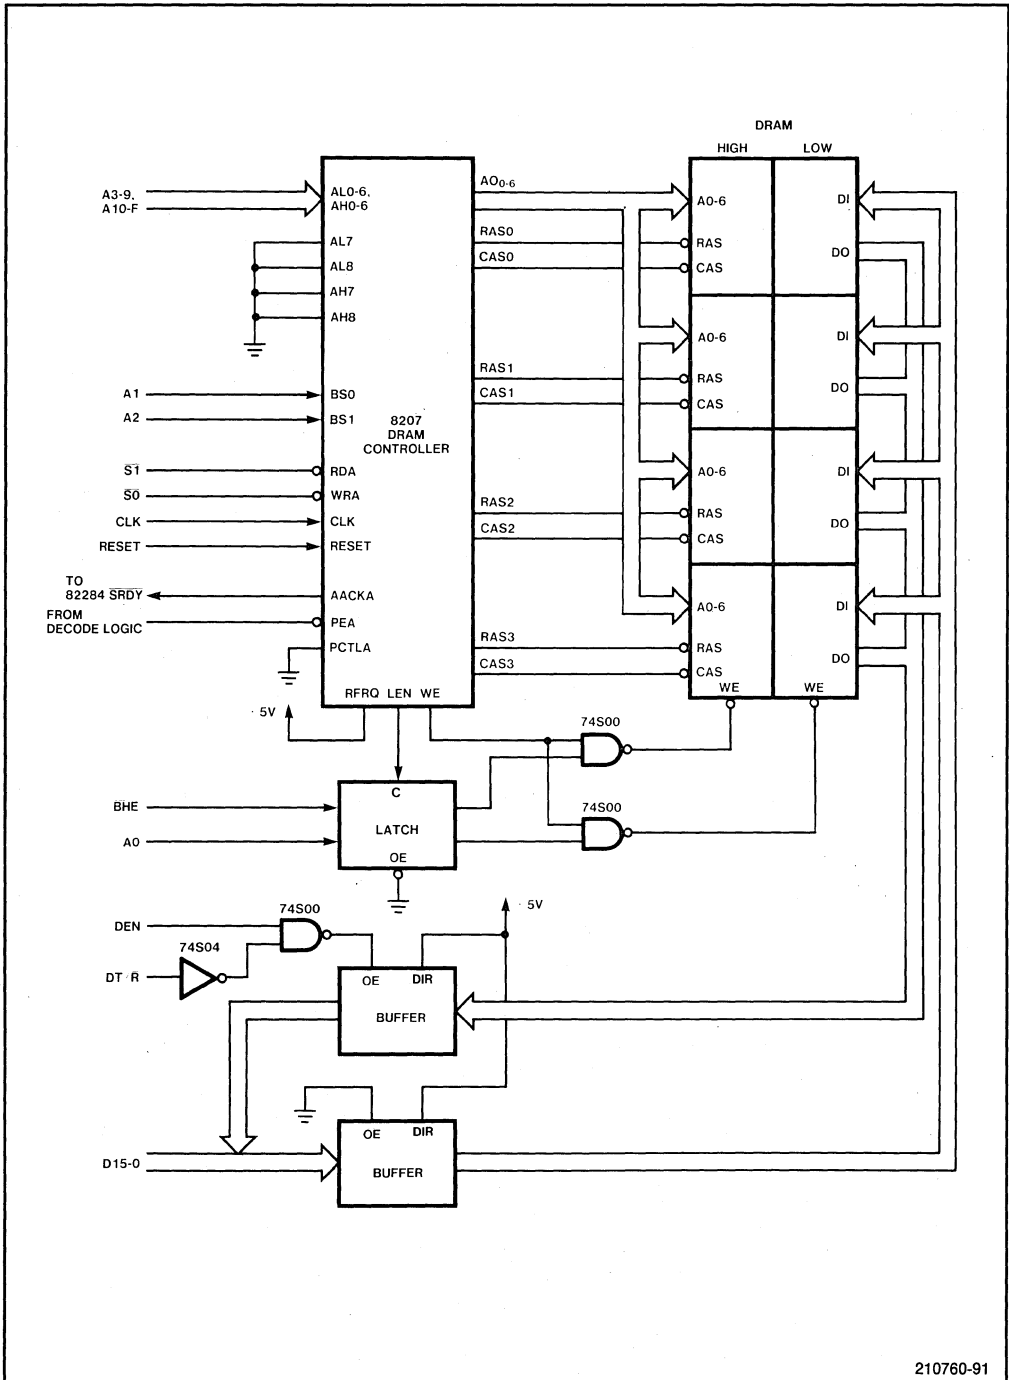 DRAM
HIGH LOW
A3-9,
A10-F
AL0-6,
AH0-6
AO0-6
A0-6
DI
AL7
RAS0
RAS
DO
AL8
CAS0
CAS
AH7
AH8
A0-6
DI
RAS1
RAS
DO
A1
BS0
CAS1
CAS
A2
BS1
8207
DRAM
CONTROLLER
S1
RDA
A0-6
DI
S0
WRA
RAS2
RAS
DO
CLK
CLK
CAS2
CAS
RESET
RESET
TO
82284 SRDY
AACKA
A0-6
DI
FROM
DECODE LOGIC
PEA
PCTLA
RAS3
RAS
DO
CAS3
CAS
RFRQ LEN WE
WE
WE
5V
74S00
C
BHE
LATCH
74S00
A0
OE
DEN
74S00
5V
74S04
DT R
OE
DIR
BUFFER
OE
DIR
D15-0
BUFFER
210760-91